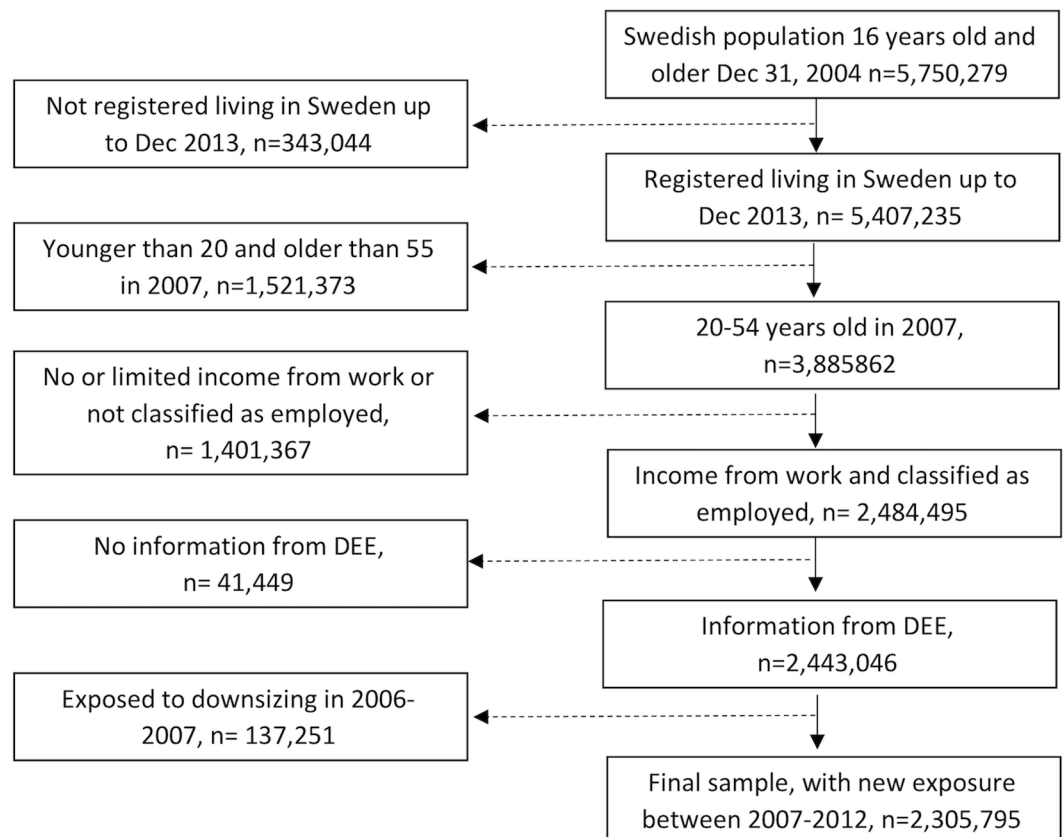 Swedish population 16 years old and
older Dec 31, 2004 n=5,750,279
Not registered living in Sweden up
to Dec 2013, n=343,044
Registered living in Sweden up to
Dec 2013, n= 5,407,235
Younger than 20 and older than 55
in 2007, n=1,521,373
20-54 years old in 2007,
n=3,885862
No or limited income from work or
not classified as employed,
n= 1,401,367
Income from work and classified as
employed, n= 2,484,495
No information from DEE,
n= 41,449
Information from DEE,
n=2,443,046
Exposed to downsizing in 2006-
2007, n= 137,251
Final sample, with new exposure
between 2007-2012, n=2,305,795